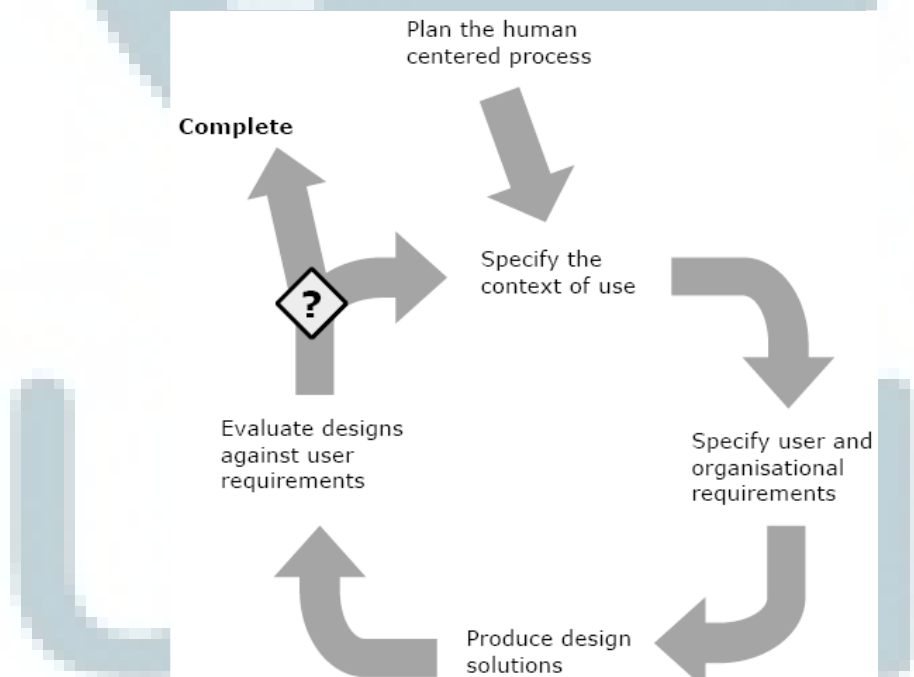 Plan the human
centered process
Complete
Specify the
context of use
?
Evaluate designs
against user
requirements
Specify user and
organisational
requirements
Produce design
solutions